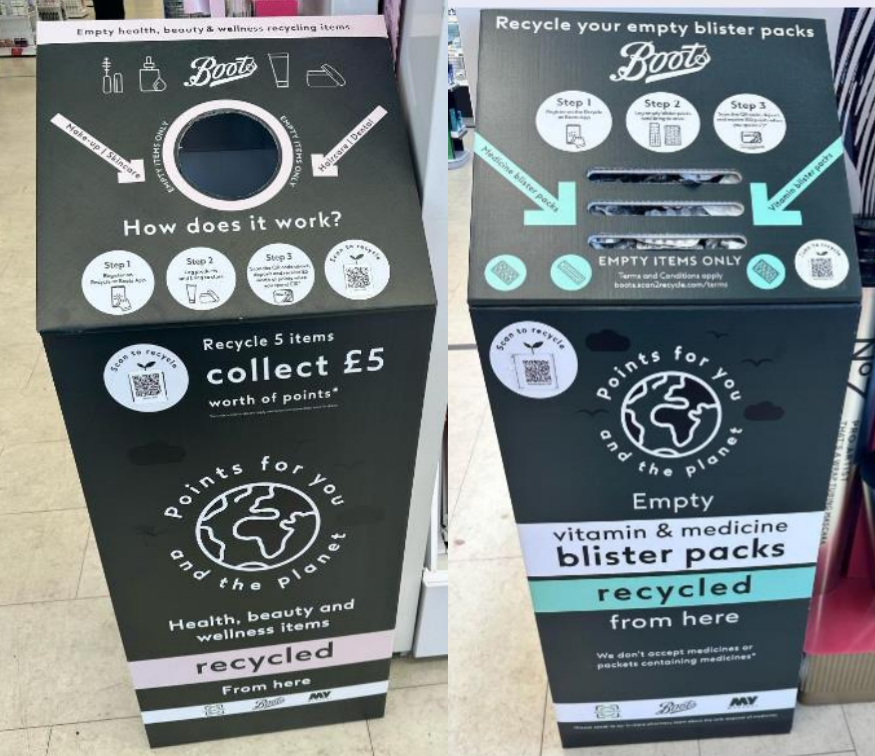 Empty health, beauty & wellness recycling items
Boots
Make-up | Skincare
EMPTY ITEMS ONLY
EMPTY ITEMS ONLY
Haircare | Dental
How does it work?
Step 1
Step 2
Step 3
Scan to recycle
Scan to recycle
Recycle 5 items
collect £5
worth of points*
Points for you
and the planet
Health, beauty and
wellness items
recycled
From here
Boots
MY
Recycle your empty blister packs
Boots
Step 1
Step 2
Step 3
Medicine blister packs
Vitamin blister packs
EMPTY ITEMS ONLY
Terms and Conditions apply
boots.scan2recycle.com/terms
Scan to recycle
Scan to recycle
Points for you
and the planet
Empty
vitamin & medicine
blister packs
recycled
from here
We don't accept medicines or
packets containing medicines*
Boots
MY